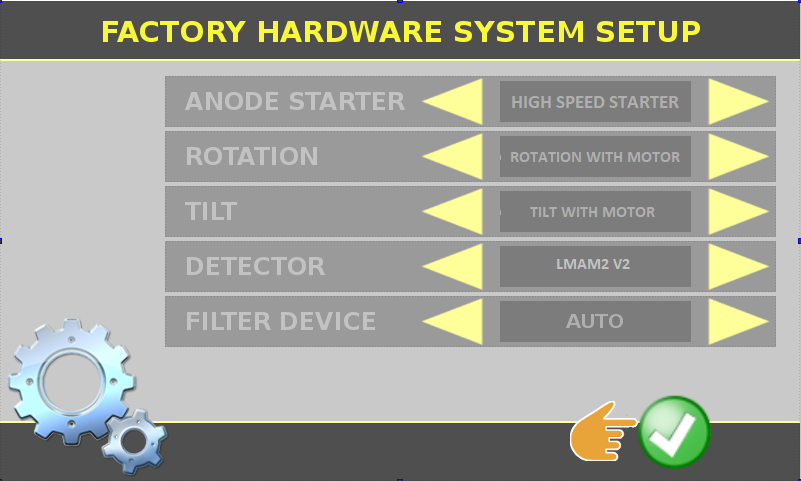 FACTORY HARDWARE SYSTEM SETUP
ANODE STARTER HIGH SPEED STARTER
ROTATION ROTATION WITH MOTOR
TILT TILT WITH MOTOR
DETECTOR LMAM2 V2
FILTER DEVICE AUTO